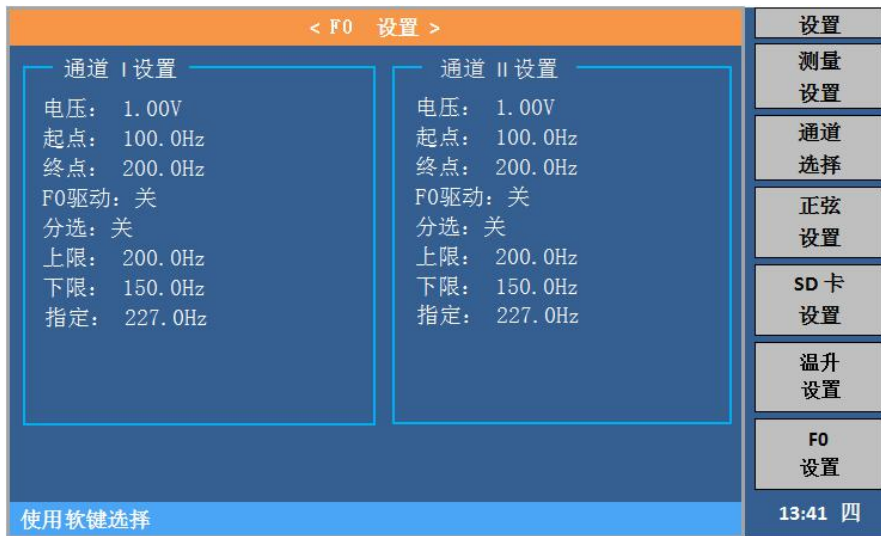 < F0 设置 >
通道 I 设置
电压: 1.00V
起点: 100.0Hz
终点: 200.0Hz
F0驱动: 关
分选: 关
上限: 200.0Hz
下限: 150.0Hz
指定: 227.0Hz
通道 II 设置
电压: 1.00V
起点: 100.0Hz
终点: 200.0Hz
F0驱动: 关
分选: 关
上限: 200.0Hz
下限: 150.0Hz
指定: 227.0Hz
使用软键选择
设置
测量
设置
通道
选择
正弦
设置
SD 卡
设置
温升
设置
F0
设置
13:41 四